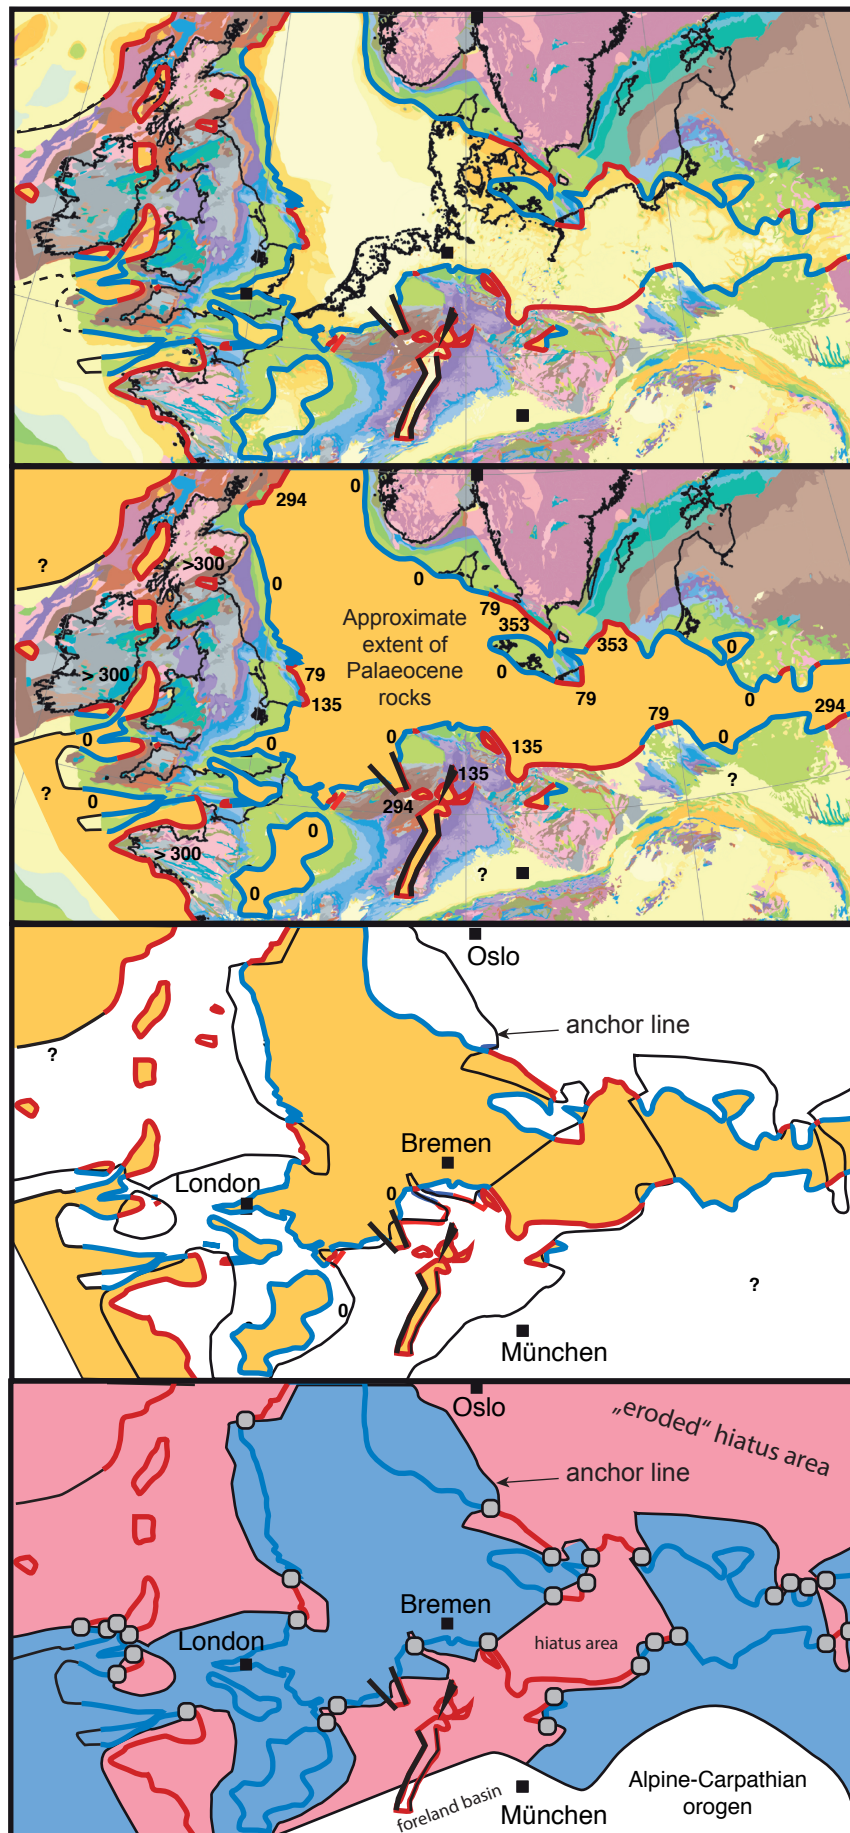 0
294
?
>300
0
0
Approximate
extent of
Palaeocene
rocks
79
353
353
0
0
> 300
79
135
79
79
0
294
0
0
0
0
135
135
?
?
0
294
0
> 300
0
?
Oslo
anchor line
?
Bremen
London
0
?
0
München
Oslo
„eroded“ hiatus area
anchor line
Bremen
London
hiatus area
Alpine-Carpathian
orogen
foreland basin
München